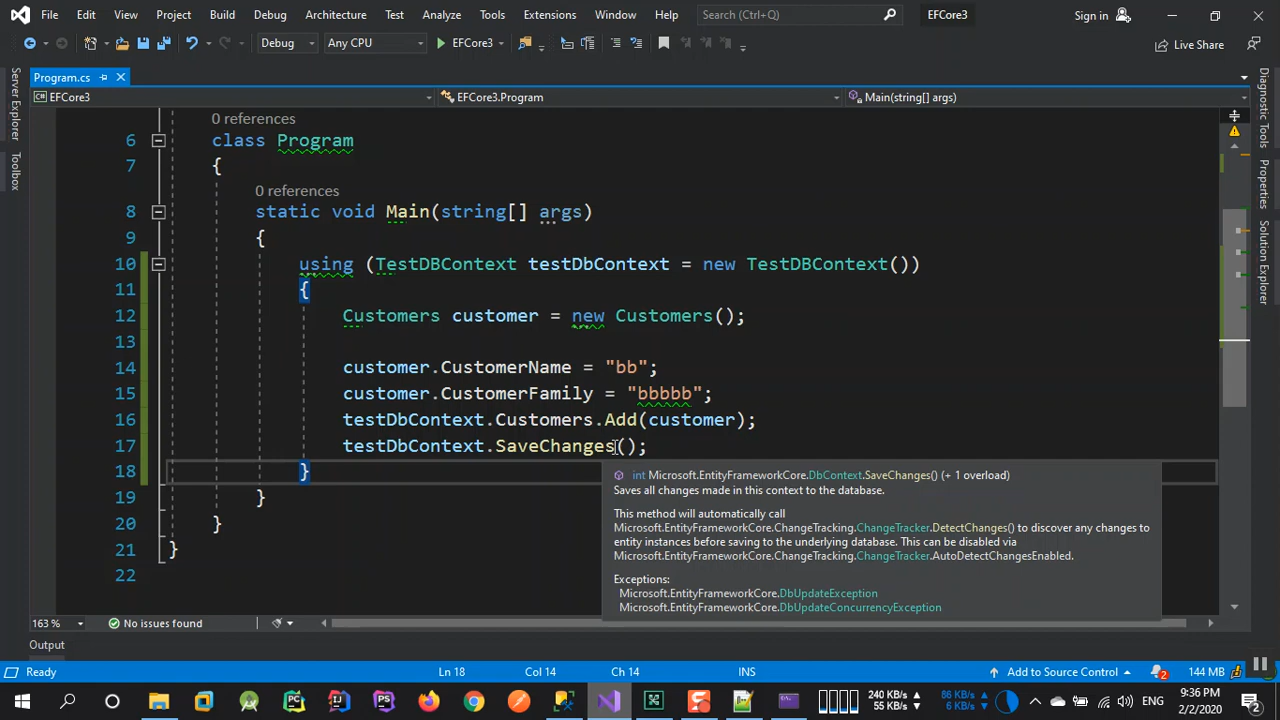 File Edit View Project Build Debug Architecture Test Analyze Tools Extensions Window Help Search (Ctrl+Q) EFCore3 Sign in
Debug Any CPU EFCore3 Live Share
Program.cs
EFCore3 EFCore3.Program Main(string[] args)
Server Explorer
Toolbox
Diagnostic Tools
Properties
Solution Explorer
0 references
6 class Program
7 {
0 references
8 static void Main(string[] args)
9 {
10 using (TestDBContext testDbContext = new TestDBContext())
11 {
12 Customers customer = new Customers();
13
14 customer.CustomerName = "bb";
15 customer.CustomerFamily = "bbbbb";
16 testDbContext.Customers.Add(customer);
17 testDbContext.SaveChanges();
18 }
19 }
20 }
21 }
22
int Microsoft.EntityFrameworkCore.DbContext.SaveChanges() (+ 1 overload)
Saves all changes made in this context to the database.
This method will automatically call
Microsoft.EntityFrameworkCore.ChangeTracking.ChangeTracker.DetectChanges() to discover any changes to
entity instances before saving to the underlying database. This can be disabled via
Microsoft.EntityFrameworkCore.ChangeTracking.ChangeTracker.AutoDetectChangesEnabled.
Exceptions:
Microsoft.EntityFrameworkCore.DbUpdateException
Microsoft.EntityFrameworkCore.DbUpdateConcurrencyException
163 % No issues found
Output
Ready Ln 18 Col 14 Ch 14 INS Add to Source Control 2 144 MB
PC IJ PS 240 KB/s 86 KB/s ENG 9:36 PM
55 KB/s 6 KB/s 2/2/2020 2